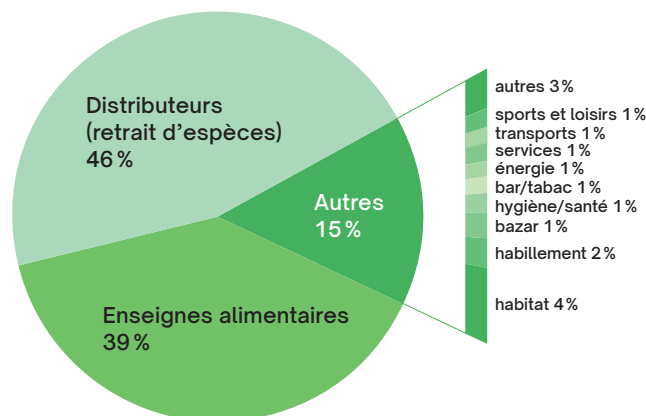 Distributeurs
(retrait d’espèces)
46 %
Autres
15 %
Enseignes alimentaires
39 %
autres 3 %
sports et loisirs 1 %
transports 1 %
services 1 %
énergie 1 %
bar/tabac 1 %
hygiène/santé 1 %
bazar 1 %
habillement 2 %
habitat 4 %